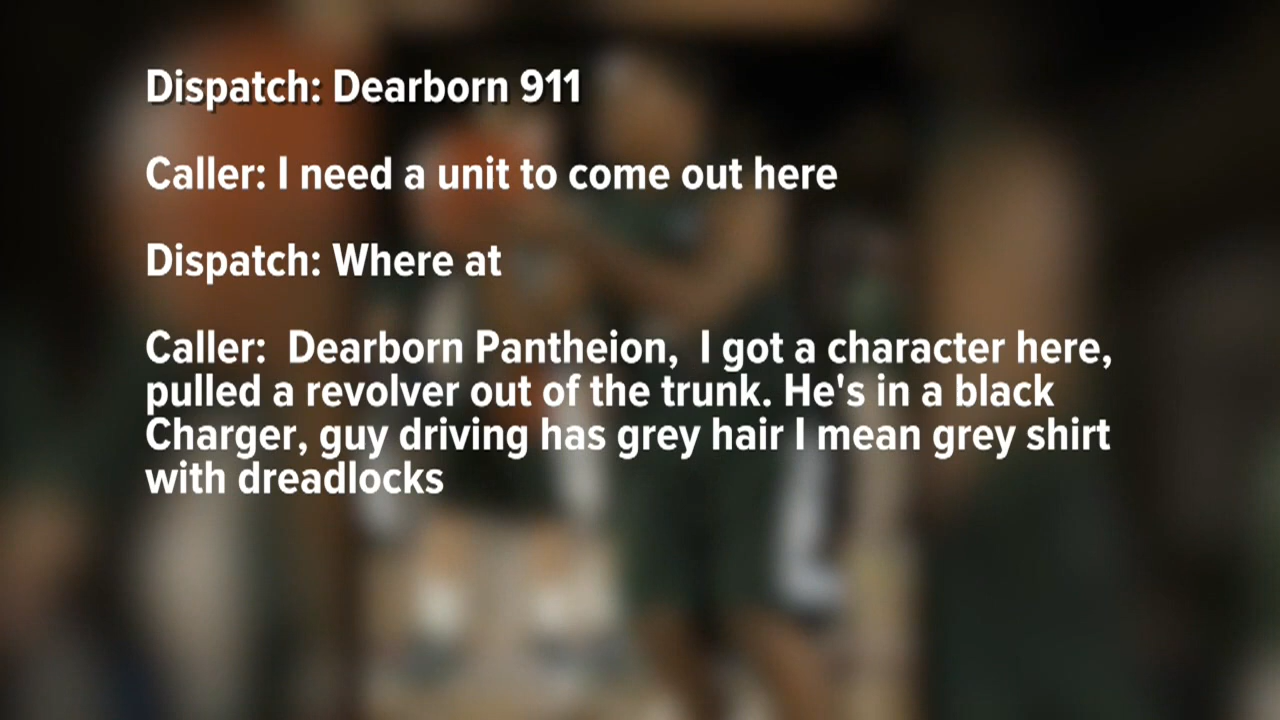 Dispatch: Dearborn 911
Caller: I need a unit to come out here
Dispatch: Where at
Caller:  Dearborn Pantheion,  I got a character here,
pulled a revolver out of the trunk. He's in a black
Charger, guy driving has grey hair I mean grey shirt
with dreadlocks